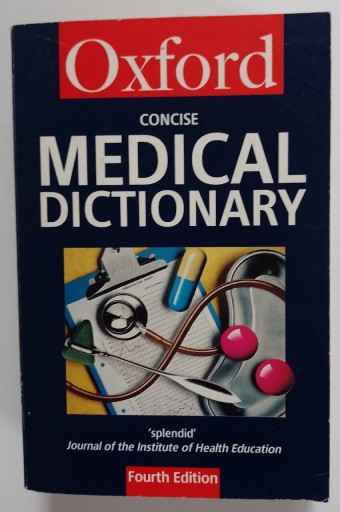 Oxford
CONCISE
MEDICAL
DICTIONARY
'splendid'
Journal of the Institute of Health Education
Fourth Edition